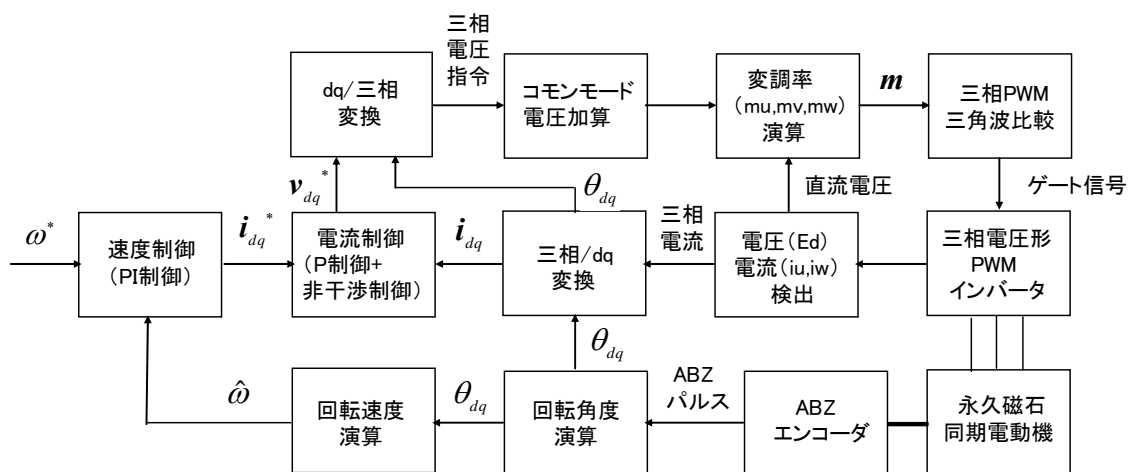 三相
電圧
指令
dq/三相
変換
コモンモード
電圧加算
変調率
(mu,mv,mw)
演算
m
三相PWM
三角波比較
v_dq*
θ_dq
直流電圧
ゲート信号
ω*
速度制御
(PI制御)
i_dq*
電流制御
(P制御+
非干渉制御)
i_dq
三相/dq
変換
三相
電流
電圧(Ed)
電流(iu,iw)
検出
三相電圧形
PWM
インバータ
θ_dq
ω̂
回転速度
演算
θ_dq
回転角度
演算
ABZ
パルス
ABZ
エンコーダ
永久磁石
同期電動機